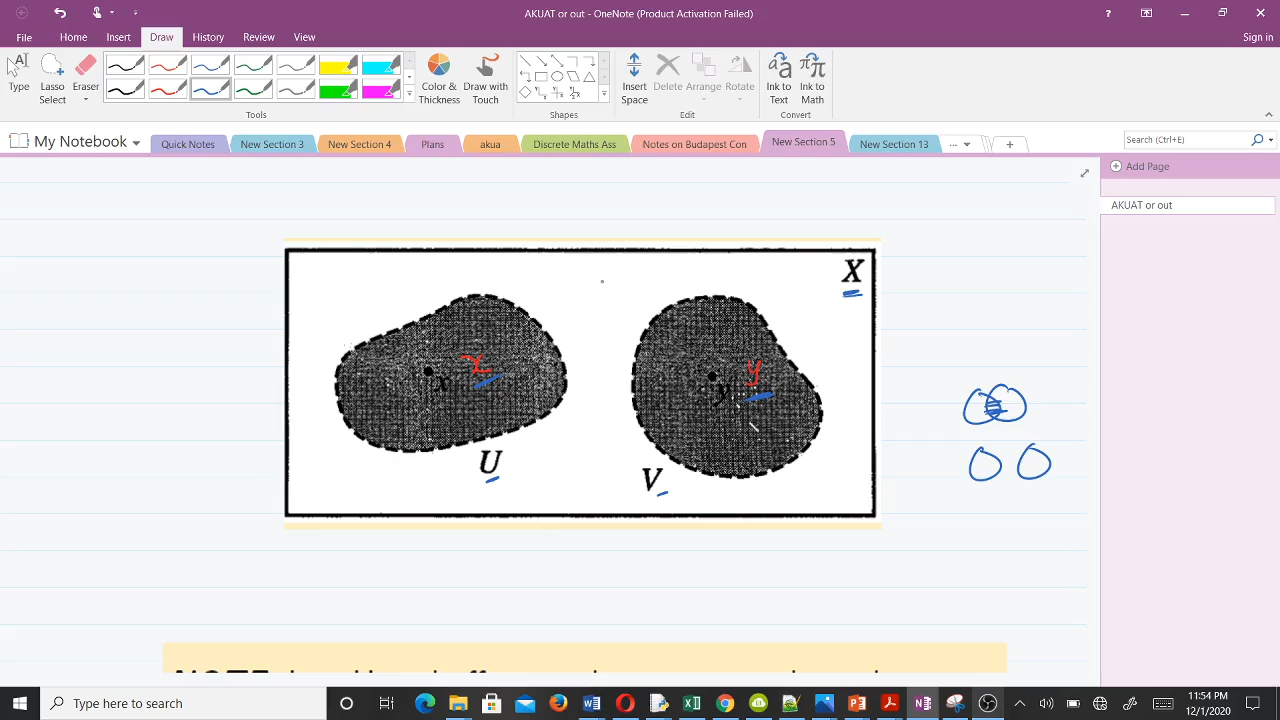 AKUAT or out - OneNote (Product Activation Failed)
File Home Insert Draw History Review View Sign in
Type Lasso Select Eraser Color & Thickness Draw with Touch Insert Space Delete Arrange Rotate Ink to Text Ink to Math
Tools Shapes Edit Convert
My Notebook Quick Notes New Section 3 New Section 4 Plans akua Discrete Maths Ass Notes on Budapest Con New Section 5 New Section 13 ... Search (Ctrl+E)
Add Page
AKUAT or out
X
x y
x y
U V
Type here to search
11:54 PM
12/1/2020